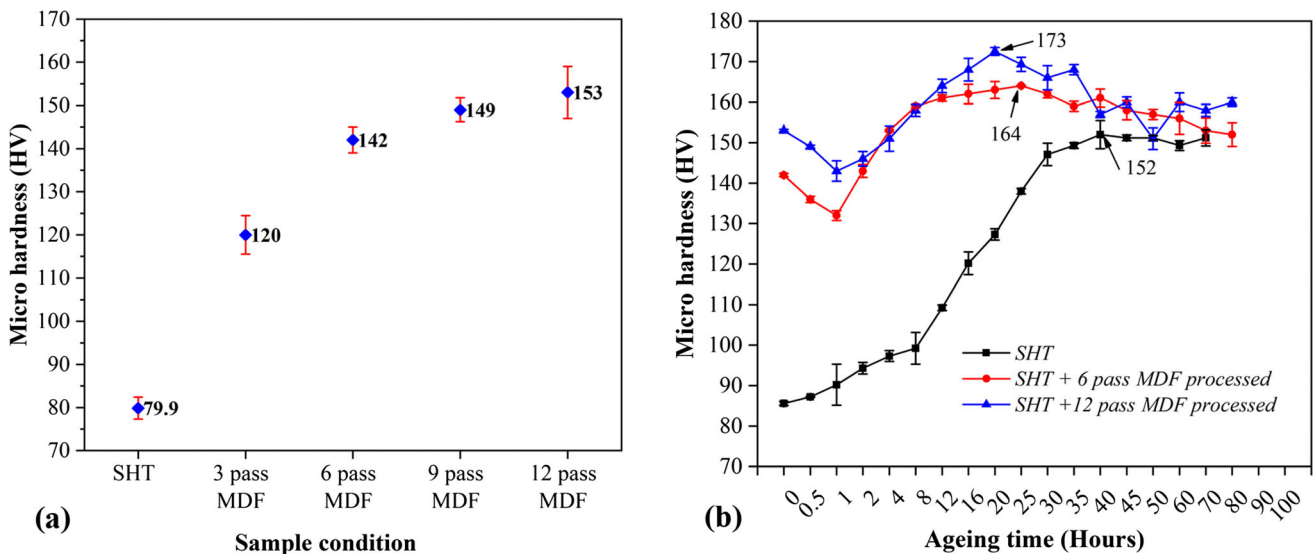 170
160
150
140
130
120
110
100
90
80
70
Micro hardness (HV)
79.9
120
142
149
153
SHT
3 pass
MDF
6 pass
MDF
9 pass
MDF
12 pass
MDF
(a)
Sample condition
180
170
160
150
140
130
120
110
100
90
80
70
Micro hardness (HV)
173
164
152
SHT
SHT + 6 pass MDF processed
SHT +12 pass MDF processed
0
0.5
1
2
4
8
12
16
20
25
30
35
40
45
50
60
70
80
90
100
(b)
Ageing time (Hours)